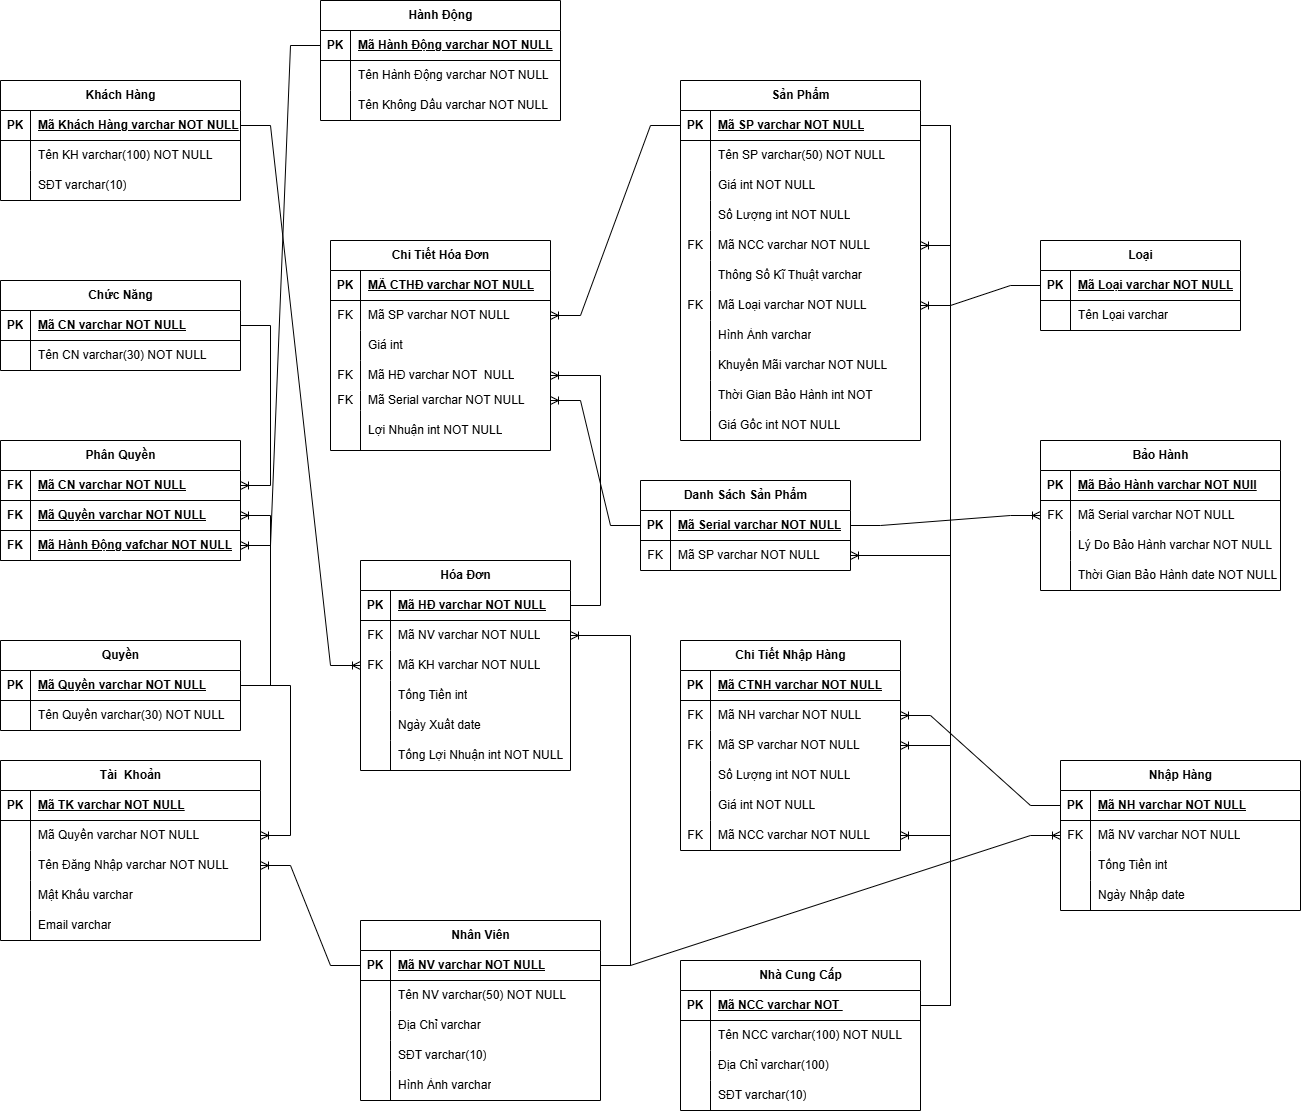 Hành Động
PK Mã Hành Động varchar NOT NULL
Tên Hành Động varchar NOT NULL
Tên Không Dấu varchar NOT NULL
Khách Hàng
PK Mã Khách Hàng varchar NOT NULL
Tên KH varchar(100) NOT NULL
SĐT varchar(10)
Sản Phẩm
PK Mã SP varchar NOT NULL
Tên SP varchar(50) NOT NULL
Giá int NOT NULL
Số Lượng int NOT NULL
FK Mã NCC varchar NOT NULL
Thông Số Kĩ Thuật varchar
FK Mã Loại varchar NOT NULL
Hình Ảnh varchar
Khuyến Mãi varchar NOT NULL
Thời Gian Bảo Hành int NOT
Giá Gốc int NOT NULL
Chi Tiết Hóa Đơn
PK MÃ CTHĐ varchar NOT NULL
FK Mã SP varchar NOT NULL
Giá int
FK Mã HĐ varchar NOT  NULL
FK Mã Serial varchar NOT NULL
Lợi Nhuận int NOT NULL
Loại
PK Mã Loại varchar NOT NULL
Tên Lọai varchar
Chức Năng
PK Mã CN varchar NOT NULL
Tên CN varchar(30) NOT NULL
Phân Quyền
FK Mã CN varchar NOT NULL
FK Mã Quyền varchar NOT NULL
FK Mã Hành Động vafchar NOT NULL
Danh Sách Sản Phẩm
PK Mã Serial varchar NOT NULL
FK Mã SP varchar NOT NULL
Bảo Hành
PK Mã Bảo Hành varchar NOT NUll
FK Mã Serial varchar NOT NULL
Lý Do Bảo Hành varchar NOT NULL
Thời Gian Bảo Hành date NOT NULL
Hóa Đơn
PK Mã HĐ varchar NOT NULL
FK Mã NV varchar NOT NULL
FK Mã KH varchar NOT NULL
Tổng Tiền int
Ngày Xuất date
Tổng Lợi Nhuận int NOT NULL
Quyền
PK Mã Quyền varchar NOT NULL
Tên Quyền varchar(30) NOT NULL
Chi Tiết Nhập Hàng
PK Mã CTNH varchar NOT NULL
FK Mã NH varchar NOT NULL
FK Mã SP varchar NOT NULL
Số Lượng int NOT NULL
Giá int NOT NULL
FK Mã NCC varchar NOT NULL
Tài  Khoản
PK Mã TK varchar NOT NULL
Mã Quyền varchar NOT NULL
Tên Đăng Nhập varchar NOT NULL
Mật Khẩu varchar
Email varchar
Nhập Hàng
PK Mã NH varchar NOT NULL
FK Mã NV varchar NOT NULL
Tổng Tiền int
Ngày Nhập date
Nhân Viên
PK Mã NV varchar NOT NULL
Tên NV varchar(50) NOT NULL
Địa Chỉ varchar
SĐT varchar(10)
Hình Ảnh varchar
Nhà Cung Cấp
PK Mã NCC varchar NOT
Tên NCC varchar(100) NOT NULL
Địa Chỉ varchar(100)
SĐT varchar(10)